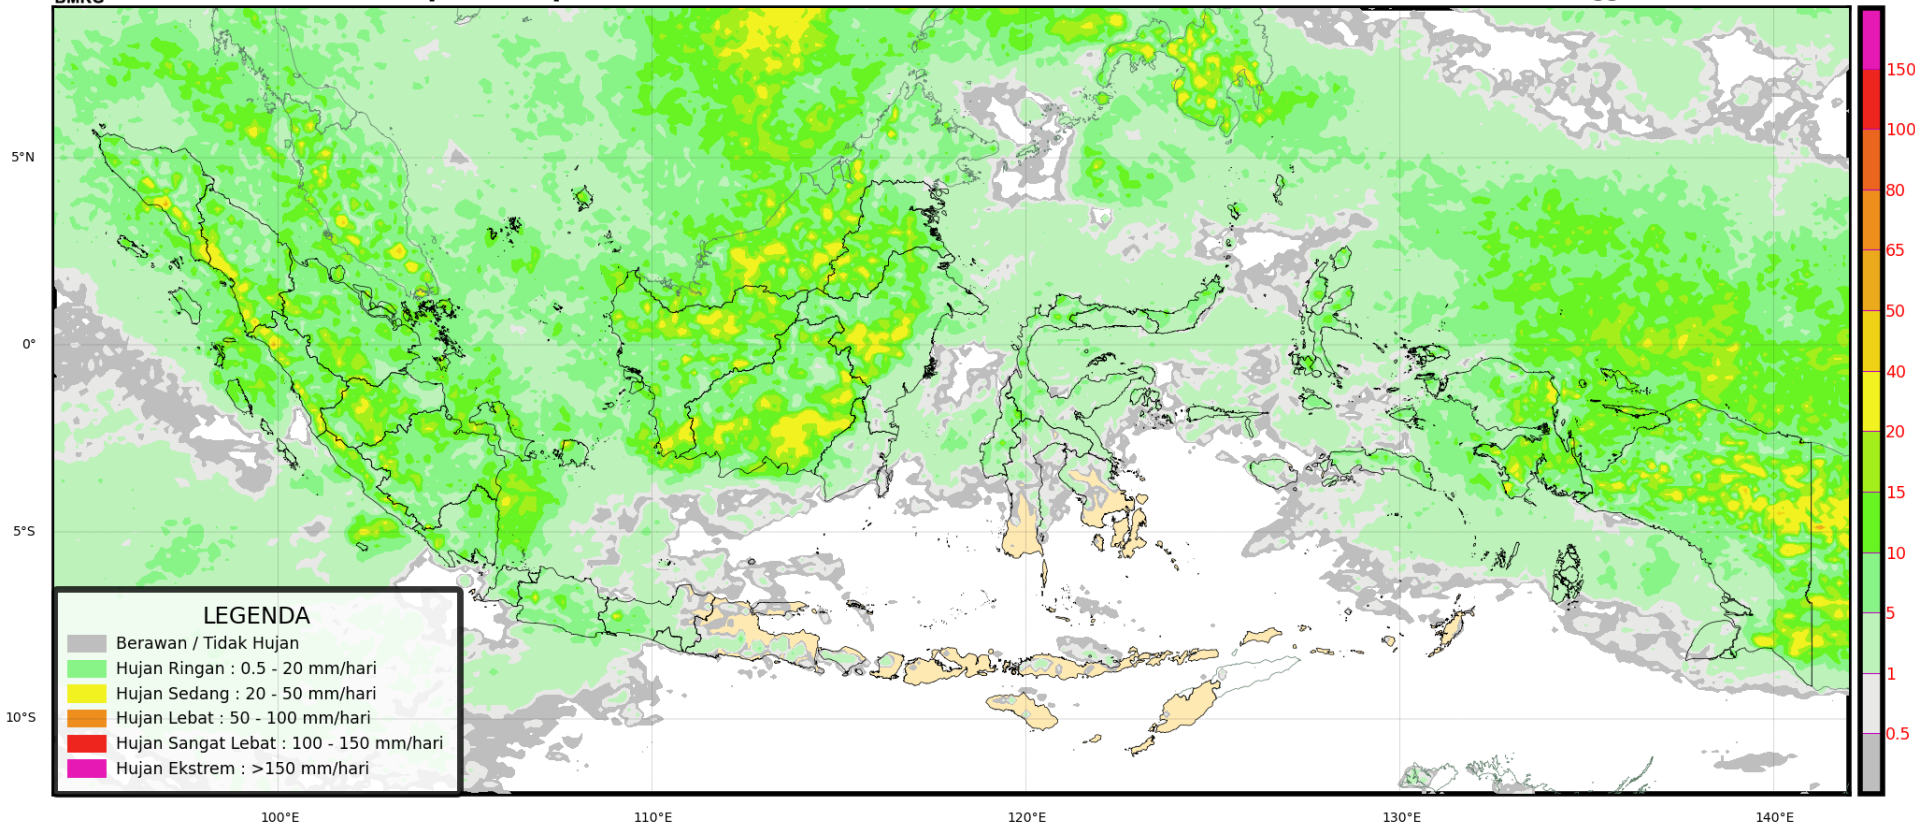 BMKG
5°N
0°
5°S
10°S
100°E
110°E
120°E
130°E
140°E
LEGENDA
Berawan / Tidak Hujan
Hujan Ringan : 0.5 - 20 mm/hari
Hujan Sedang : 20 - 50 mm/hari
Hujan Lebat : 50 - 100 mm/hari
Hujan Sangat Lebat : 100 - 150 mm/hari
Hujan Ekstrem : >150 mm/hari
150
100
80
65
50
40
20
15
10
5
1
0.5